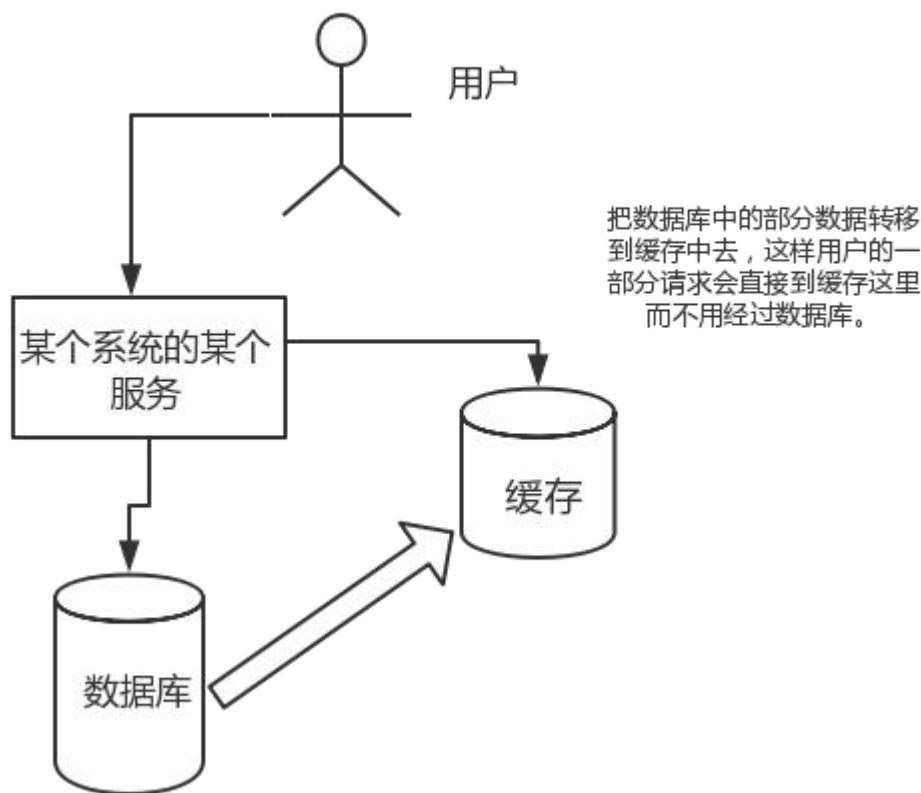 用户
把数据库中的部分数据转移
到缓存中去，这样用户的一
部分请求会直接到缓存这里
而不用经过数据库。
某个系统的某个
服务
缓存
数据库